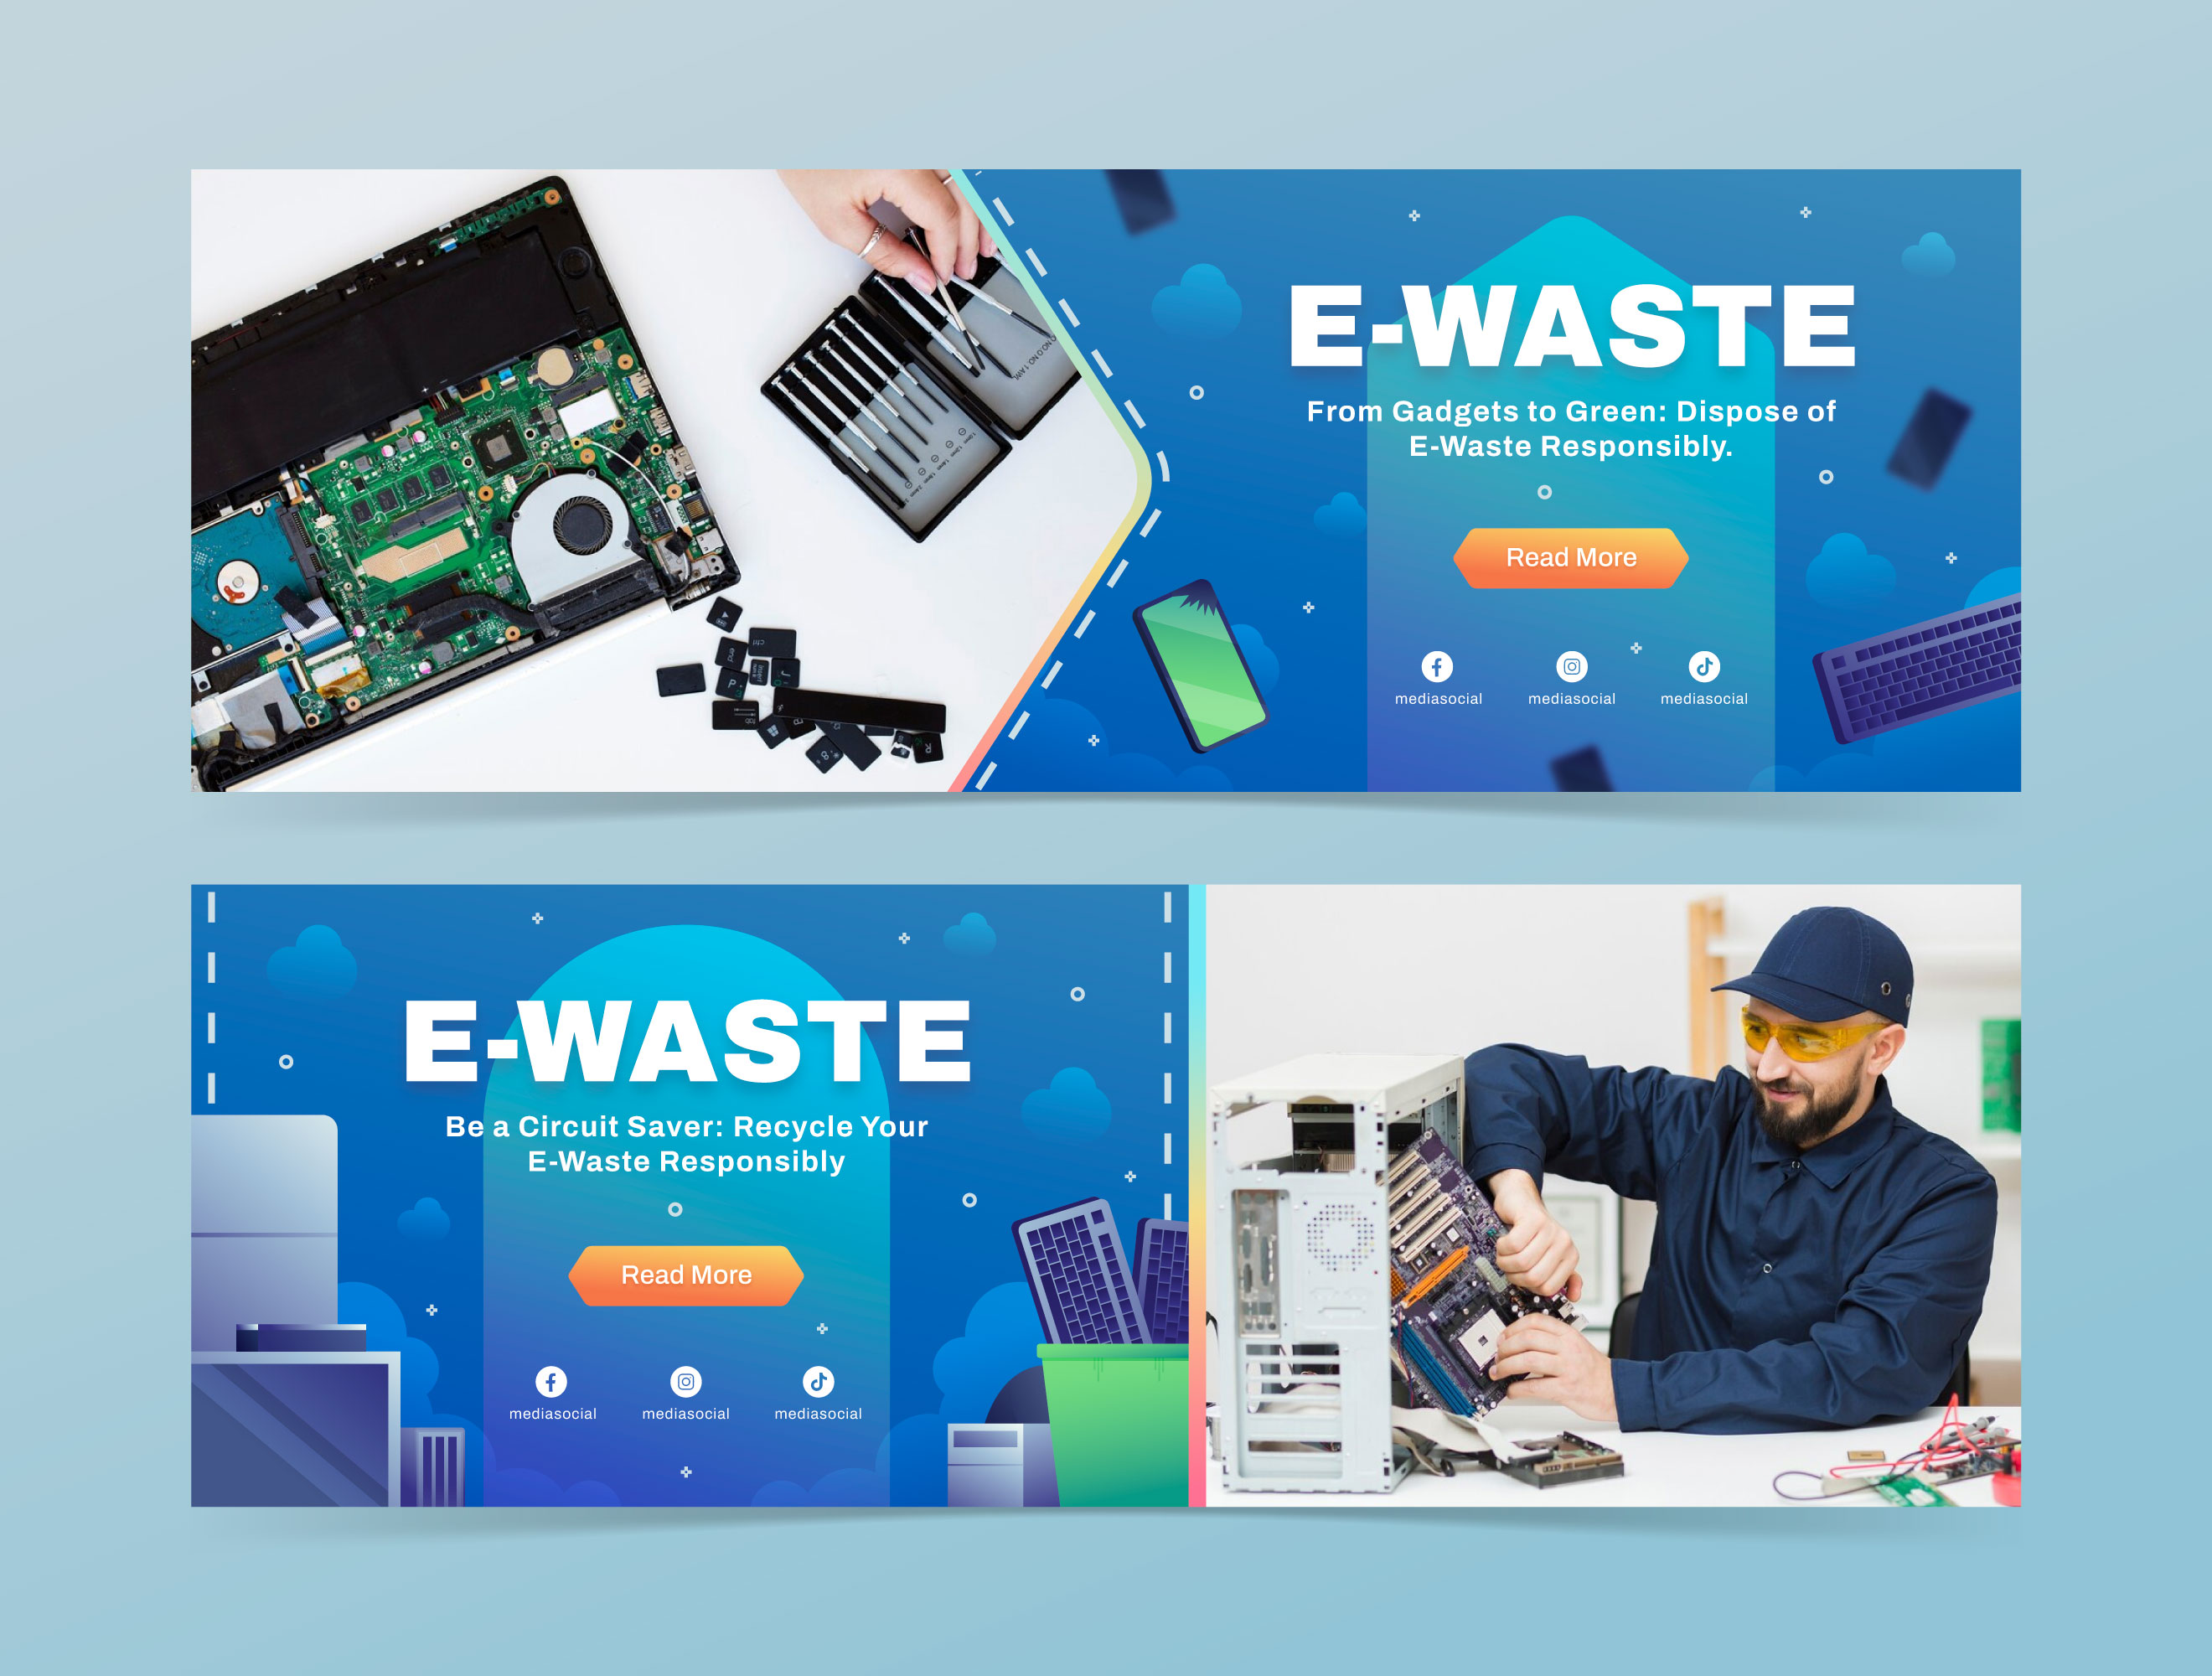 E-WASTE
From Gadgets to Green: Dispose of
E-Waste Responsibly.
Read More
mediasocial mediasocial mediasocial
E-WASTE
Be a Circuit Saver: Recycle Your
E-Waste Responsibly
Read More
mediasocial mediasocial mediasocial